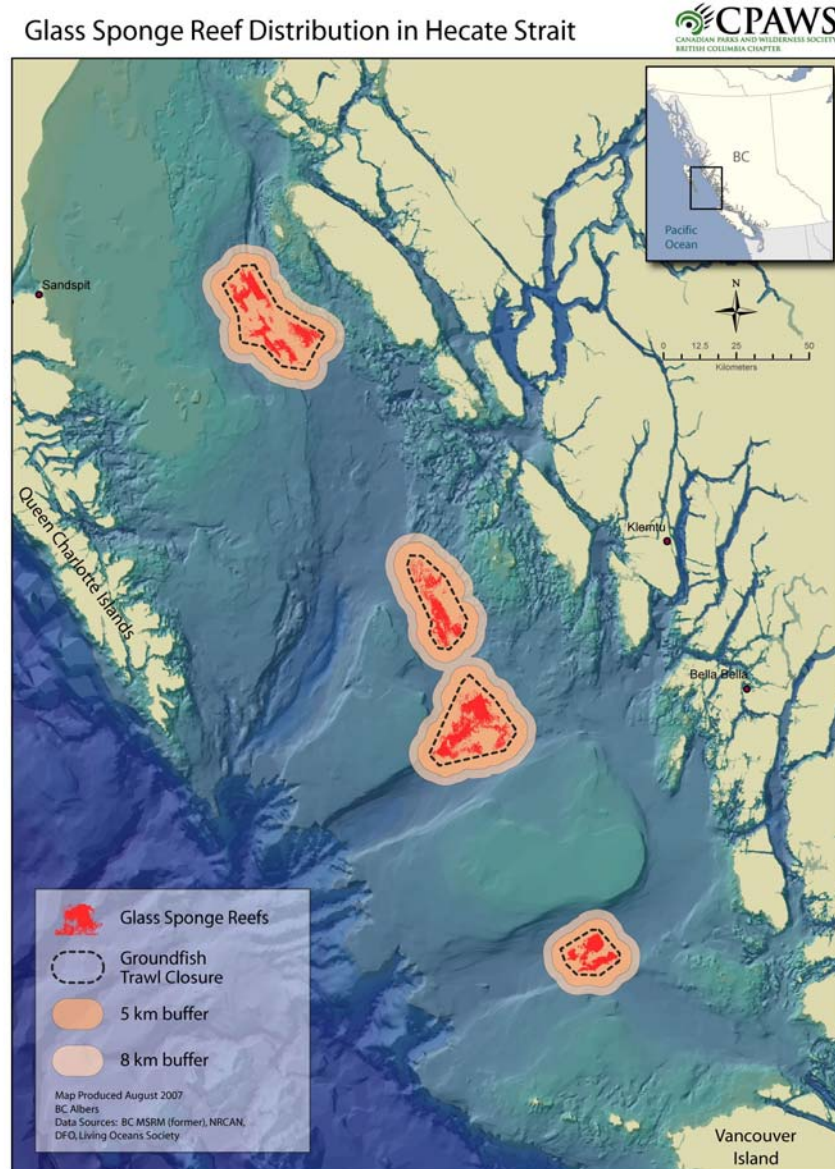 Glass Sponge Reef Distribution in Hecate Strait
CPAWS
CANADIAN PARKS AND WILDERNESS SOCIETY
BRITISH COLUMBIA CHAPTER
BC
Pacific
Ocean
N
0 12.5 25 50
Kilometers
Sandspit
Queen Charlotte Islands
Klemtu
Bella Bella
Glass Sponge Reefs
Groundfish
Trawl Closure
5 km buffer
8 km buffer
Map Produced August 2007
BC Albers
Data Sources: BC MSRM (former), NRCAN,
DFO, Living Oceans Society
Vancouver
Island